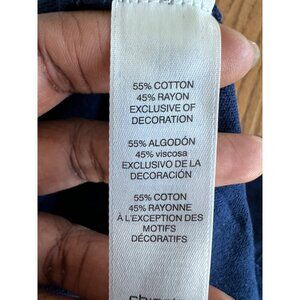 55% COTTON
45% RAYON
EXCLUSIVE OF
DECORATION
55% ALGODÓN
45% viscosa
EXCLUSIVO DE LA
DECORACIÓN
55% COTON
45% RAYONNE
À L'EXCEPTION DES
MOTIFS
DÉCORATIFS